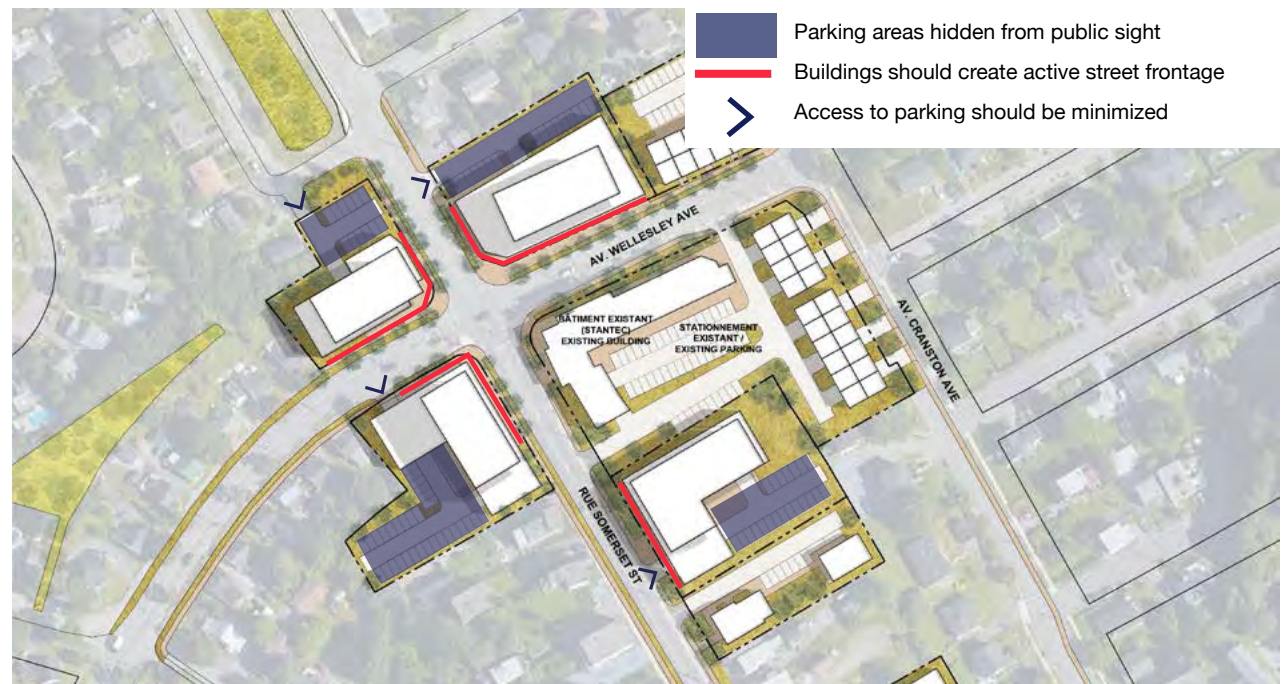 Parking areas hidden from public sight
Buildings should create active street frontage
Access to parking should be minimized
AV. WELLESLEY AVE
BÂTIMENT EXISTANT
(STANTEC)
EXISTING BUILDING
STATIONNEMENT
EXISTANT /
EXISTING PARKING
AV. CRANSTON AVE
RUE SOMERSET ST